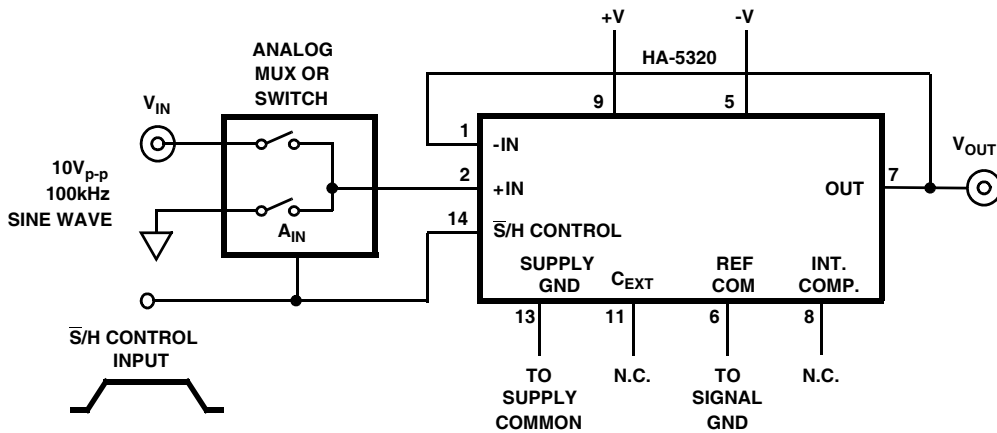 +V
-V
HA-5320
ANALOG
MUX OR
SWITCH
9
5
V_IN
1
-IN
V_OUT
10V_p-p
100kHz
SINE WAVE
2
+IN
OUT
7
A_IN
14
S̅/H CONTROL
SUPPLY
GND
C_EXT
REF
COM
INT.
COMP.
13
11
6
8
S̅/H CONTROL
INPUT
TO
SUPPLY
COMMON
N.C.
TO
SIGNAL
GND
N.C.